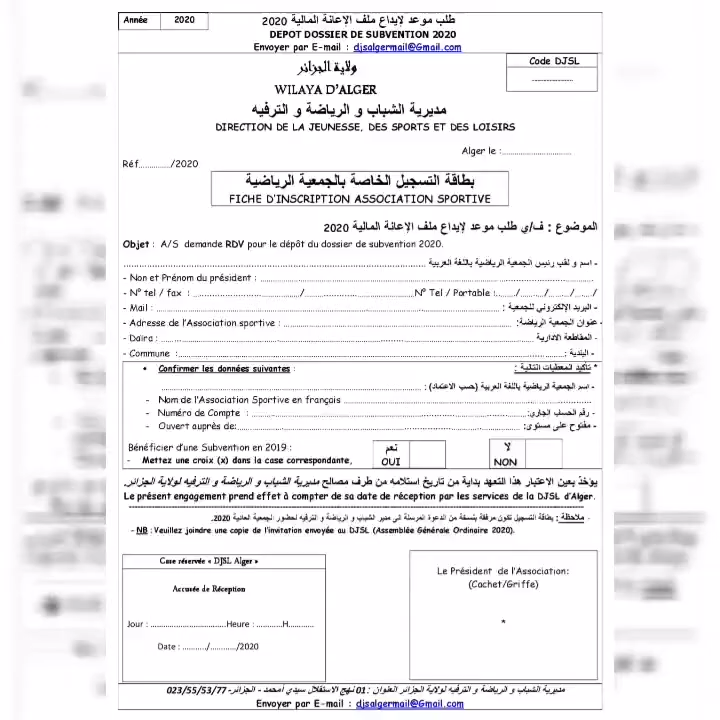 Année 2020
طلب موعد لإيداع ملف الإعانة المالية 2020
DEPOT DOSSIER DE SUBVENTION 2020
Envoyer par E-mail : djsalgermail@Gmail.com
Code DJSL
ولاية الجزائر
WILAYA D'ALGER
مديرية الشباب و الرياضة و الترفيه
DIRECTION DE LA JEUNESSE, DES SPORTS ET DES LOISIRS
Alger le :..............................
Réf............../2020
بطاقة التسجيل الخاصة بالجمعية الرياضية
FICHE D'INSCRIPTION ASSOCIATION SPORTIVE
الموضوع : ف/ي طلب موعد لإيداع ملف الإعانة المالية 2020
Objet : A/S demande RDV pour le dépôt du dossier de subvention 2020.
- اسم و لقب رئيس الجمعية الرياضية باللغة العربية ..............................
- Non et Prénom du président : ..............................
- N° tel / fax : ............................../..............................N° Tel / Portable :......./......./......./......./
- Mail : .............................. : البريد الإلكتروني للجمعية -
- Adresse de l'Association sportive : .............................. :عنوان الجمعية الرياضية -
- Daira : .............................. المقاطعة الادارية -
- Commune :.............................. : البلدية -
• Confirmer les données suivantes :
* تأكيد المعطيات التالية :
- اسم الجمعية الرياضية باللغة العربية (حسب الاعتماد) : ..............................
- Nom de l'Association Sportive en français ..............................
- Numéro de Compte : .............................. :رقم الحساب الجاري -
- Ouvert auprès de:.............................. :مفتوح على مستوى -
Bénéficier d'une Subvention en 2019 :
- Mettez une croix (x) dans la case correspondante,
نعم
OUI
لا
NON
يؤخذ بعين الاعتبار هذا التعهد بداية من تاريخ استلامه من طرف مصالح مديرية الشباب و الرياضة و الترفيه لولاية الجزائر.
Le présent engagement prend effet à compter de sa date de réception par les services de la DJSL d'Alger.
- ملاحظة : بطاقة التسجيل تكون مرفقة بنسخة من الدعوة المرسلة الى مدير الشباب و الرياضة و الترفيه لحضور الجمعية العادية 2020.
- NB : Veuillez joindre une copie de l'invitation envoyée au DJSL (Assemblée Générale Ordinaire 2020).
Case réservée « DJSL Alger »
Accusée de Réception
Jour : ..............................Heure : ...........H...........
Date : ........../........../2020
Le Président de l'Association:
(Cachet/Griffe)
*
مديرية الشباب و الرياضة و الترفيه لولاية الجزائر العنوان : 01 نهج الاستقلال سيدي أمحمد - الجزائر- 023/55/53/77
Envoyer par E-mail : djsalgermail@Gmail.com